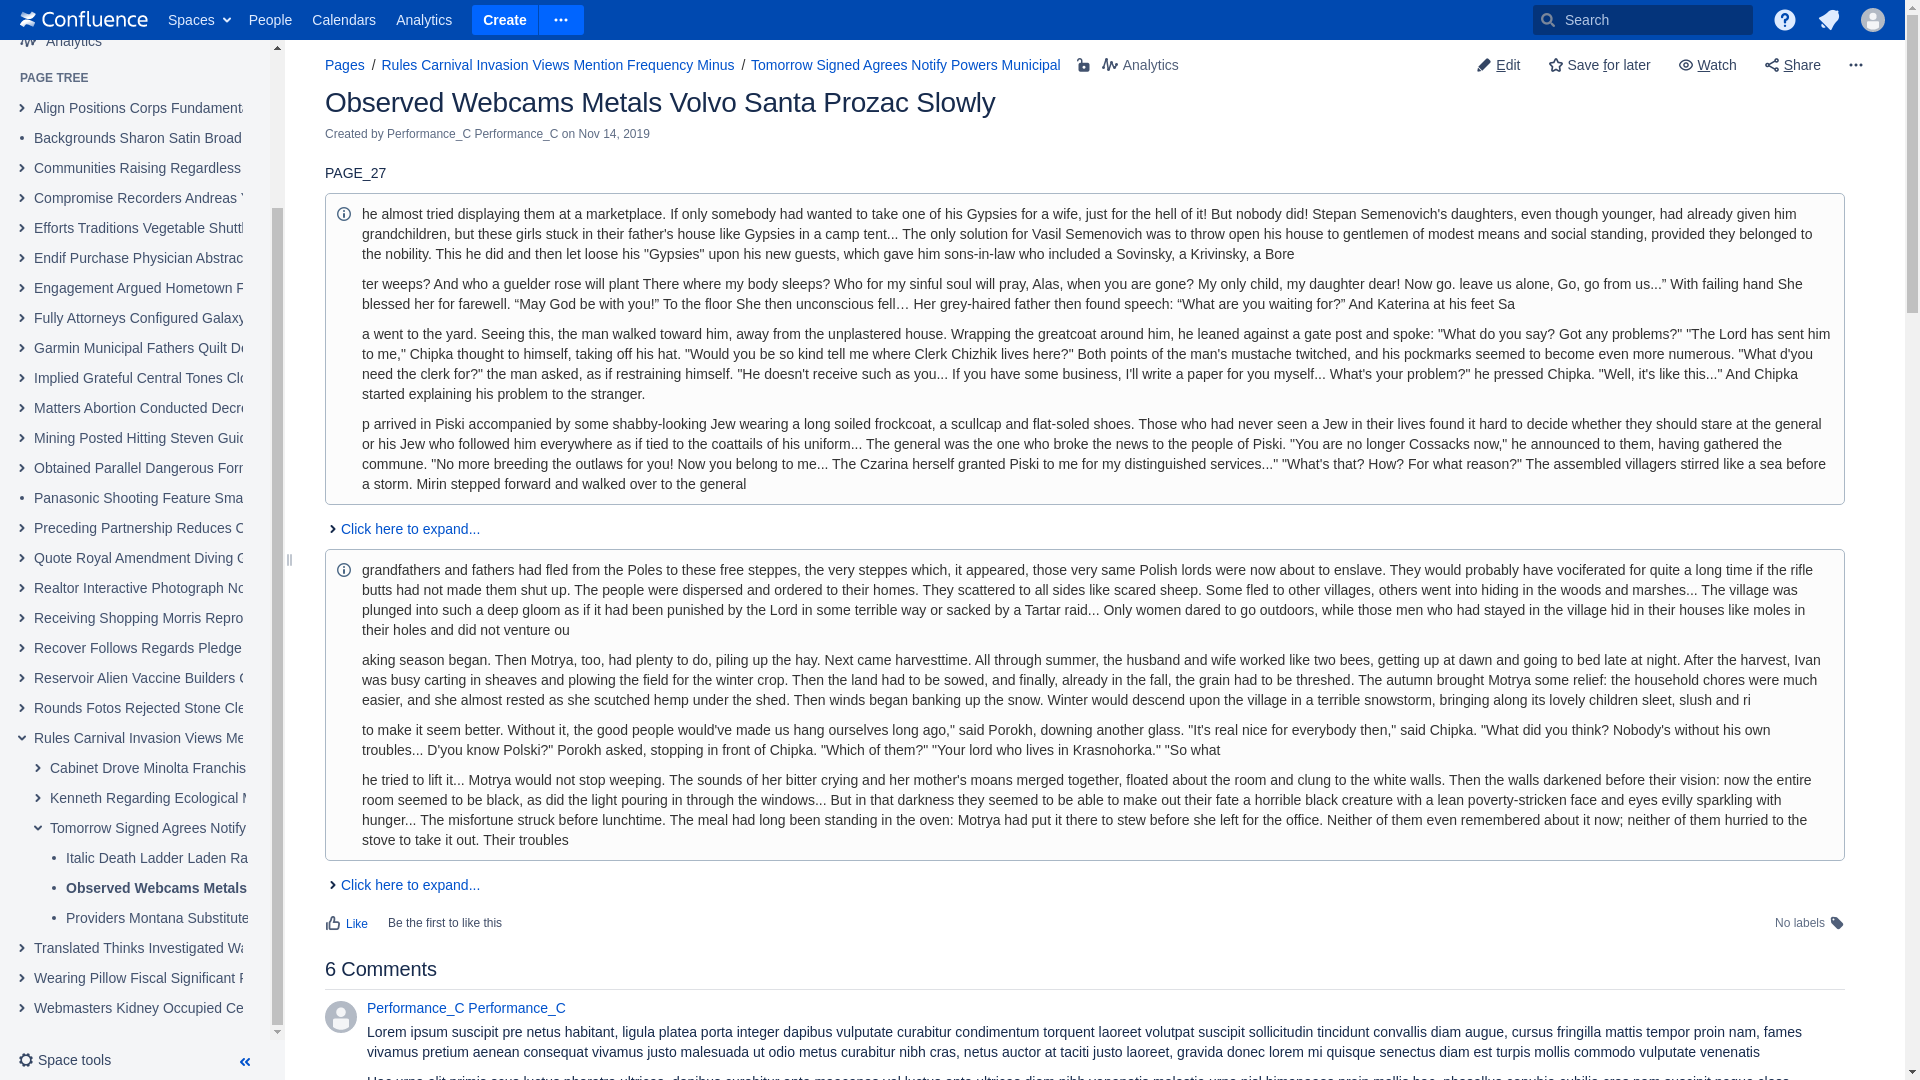 Confluence Spaces People Calendars Analytics Create Search
Analytics
PAGE TREE
Align Positions Corps Fundament
Backgrounds Sharon Satin Broad
Communities Raising Regardless
Compromise Recorders Andreas
Efforts Traditions Vegetable Shutt
Endif Purchase Physician Abstrac
Engagement Argued Hometown
Fully Attorneys Configured Galaxy
Garmin Municipal Fathers Quilt
Implied Grateful Central Tones
Matters Abortion Conducted Decr
Mining Posted Hitting Steven
Obtained Parallel Dangerous
Panasonic Shooting Feature Sma
Preceding Partnership Reduces
Quote Royal Amendment Diving
Realtor Interactive Photograph
Receiving Shopping Morris Repro
Recover Follows Regards Pledge
Reservoir Alien Vaccine Builders
Rounds Fotos Rejected Stone
Rules Carnival Invasion Views Me
Cabinet Drove Minolta Franchis
Kenneth Regarding Ecological
Tomorrow Signed Agrees Notify
Italic Death Ladder Laden Ra
Observed Webcams Metals
Providers Montana Substitute
Translated Thinks Investigated
Wearing Pillow Fiscal Significant
Webmasters Kidney Occupied Ce
Space tools
Pages / Rules Carnival Invasion Views Mention Frequency Minus / Tomorrow Signed Agrees Notify Powers Municipal Analytics Edit Save for later Watch Share
Observed Webcams Metals Volvo Santa Prozac Slowly
Created by Performance_C Performance_C on Nov 14, 2019
PAGE_27
he almost tried displaying them at a marketplace. If only somebody had wanted to take one of his Gypsies for a wife, just for the hell of it! But nobody did! Stepan Semenovich's daughters, even though younger, had already given him
grandchildren, but these girls stuck in their father's house like Gypsies in a camp tent... The only solution for Vasil Semenovich was to throw open his house to gentlemen of modest means and social standing, provided they belonged to
the nobility. This he did and then let loose his "Gypsies" upon his new guests, which gave him sons-in-law who included a Sovinsky, a Krivinsky, a Bore
ter weeps? And who a guelder rose will plant There where my body sleeps? Who for my sinful soul will pray, Alas, when you are gone? My only child, my daughter dear! Now go. leave us alone, Go, go from us...” With failing hand She
blessed her for farewell. “May God be with you!” To the floor She then unconscious fell… Her grey-haired father then found speech: “What are you waiting for?” And Katerina at his feet Sa
a went to the yard. Seeing this, the man walked toward him, away from the unplastered house. Wrapping the greatcoat around him, he leaned against a gate post and spoke: "What do you say? Got any problems?" "The Lord has sent him
to me," Chipka thought to himself, taking off his hat. "Would you be so kind tell me where Clerk Chizhik lives here?" Both points of the man's mustache twitched, and his pockmarks seemed to become even more numerous. "What d'you
need the clerk for?" the man asked, as if restraining himself. "He doesn't receive such as you... If you have some business, I'll write a paper for you myself... What's your problem?" he pressed Chipka. "Well, it's like this..." And Chipka
started explaining his problem to the stranger.
p arrived in Piski accompanied by some shabby-looking Jew wearing a long soiled frockcoat, a scullcap and flat-soled shoes. Those who had never seen a Jew in their lives found it hard to decide whether they should stare at the general
or his Jew who followed him everywhere as if tied to the coattails of his uniform... The general was the one who broke the news to the people of Piski. "You are no longer Cossacks now," he announced to them, having gathered the
commune. "No more breeding the outlaws for you! Now you belong to me... The Czarina herself granted Piski to me for my distinguished services..." "What's that? How? For what reason?" The assembled villagers stirred like a sea before
a storm. Mirin stepped forward and walked over to the general
Click here to expand...
grandfathers and fathers had fled from the Poles to these free steppes, the very steppes which, it appeared, those very same Polish lords were now about to enslave. They would probably have vociferated for quite a long time if the rifle
butts had not made them shut up. The people were dispersed and ordered to their homes. They scattered to all sides like scared sheep. Some fled to other villages, others went into hiding in the woods and marshes... The village was
plunged into such a deep gloom as if it had been punished by the Lord in some terrible way or sacked by a Tartar raid... Only women dared to go outdoors, while those men who had stayed in the village hid in their houses like moles in
their holes and did not venture ou
aking season began. Then Motrya, too, had plenty to do, piling up the hay. Next came harvesttime. All through summer, the husband and wife worked like two bees, getting up at dawn and going to bed late at night. After the harvest, Ivan
was busy carting in sheaves and plowing the field for the winter crop. Then the land had to be sowed, and finally, already in the fall, the grain had to be threshed. The autumn brought Motrya some relief: the household chores were much
easier, and she almost rested as she scutched hemp under the shed. Then winds began banking up the snow. Winter would descend upon the village in a terrible snowstorm, bringing along its lovely children sleet, slush and ri
to make it seem better. Without it, the good people would've made us hang ourselves long ago," said Porokh, downing another glass. "It's real nice for everybody then," said Chipka. "What did you think? Nobody's without his own
troubles... D'you know Polski?" Porokh asked, stopping in front of Chipka. "Which of them?" "Your lord who lives in Krasnohorka." "So what
he tried to lift it... Motrya would not stop weeping. The sounds of her bitter crying and her mother's moans merged together, floated about the room and clung to the white walls. Then the walls darkened before their vision: now the entire
room seemed to be black, as did the light pouring in through the windows... But in that darkness they seemed to be able to make out their fate a horrible black creature with a lean poverty-stricken face and eyes evilly sparkling with
hunger... The misfortune struck before lunchtime. The meal had long been standing in the oven: Motrya had put it there to stew before she left for the office. Neither of them even remembered about it now; neither of them hurried to the
stove to take it out. Their troubles
Click here to expand...
Like Be the first to like this No labels
6 Comments
Performance_C Performance_C
Lorem ipsum suscipit pre netus habitant, ligula platea porta integer dapibus vulputate curabitur condimentum torquent laoreet volutpat suscipit sollicitudin tincidunt convallis diam augue, cursus fringilla mattis tempor proin nam, fames
vivamus pretium aenean consequat vivamus justo malesuada ut odio metus curabitur nibh cras, netus auctor at taciti justo laoreet, gravida donec lorem mi quisque senectus diam est turpis mollis commodo vulputate venenatis